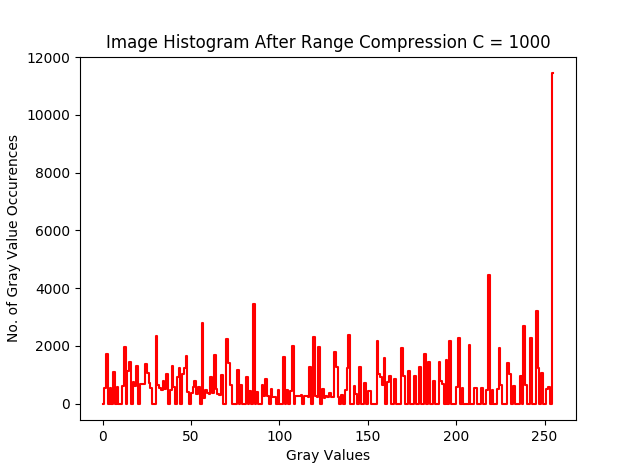 Image Histogram After Range Compression C = 1000
12000
10000
8000
6000
4000
2000
0
No. of Gray Value Occurences
0 50 100 150 200 250
Gray Values